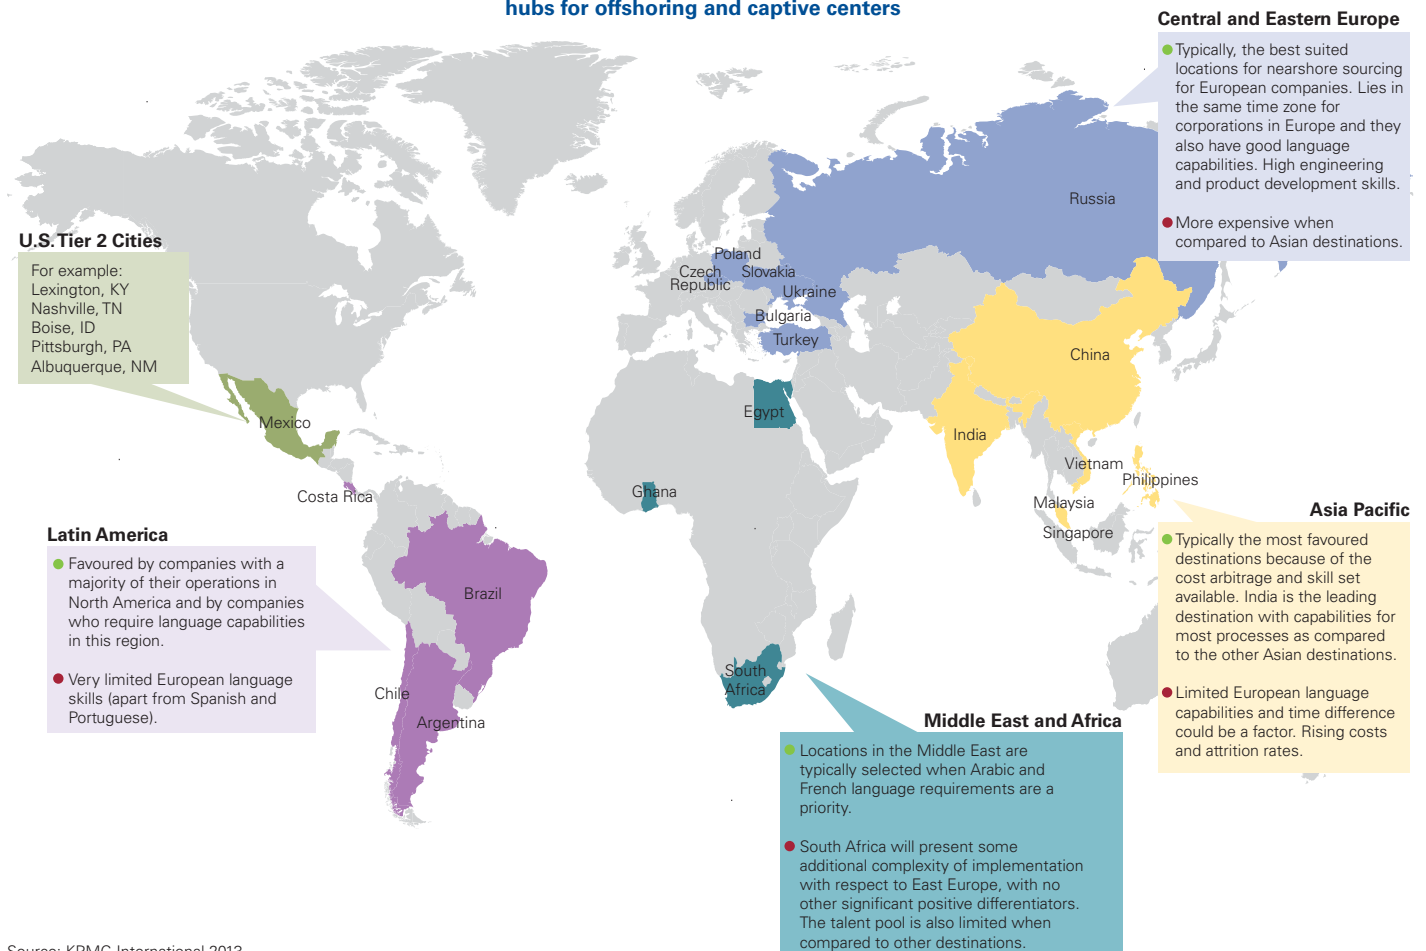 hubs for offshoring and captive centers
Central and Eastern Europe
Typically, the best suited
locations for nearshore sourcing
for European companies. Lies in
the same time zone for
corporations in Europe and they
also have good language
capabilities. High engineering
and product development skills.
More expensive when
compared to Asian destinations.
Russia
U.S. Tier 2 Cities
For example:
Lexington, KY
Nashville, TN
Boise, ID
Pittsburgh, PA
Albuquerque, NM
Poland
Czech
Republic
Slovakia
Ukraine
Bulgaria
Turkey
China
Mexico
Egypt
India
Costa Rica
Ghana
Vietnam
Philippines
Malaysia
Singapore
Latin America
Favoured by companies with a
majority of their operations in
North America and by companies
who require language capabilities
in this region.
Very limited European language
skills (apart from Spanish and
Portuguese).
Brazil
Chile
Argentina
South
Africa
Asia Pacific
Typically the most favoured
destinations because of the
cost arbitrage and skill set
available. India is the leading
destination with capabilities for
most processes as compared
to the other Asian destinations.
Limited European language
capabilities and time difference
could be a factor. Rising costs
and attrition rates.
Middle East and Africa
Locations in the Middle East are
typically selected when Arabic and
French language requirements are a
priority.
South Africa will present some
additional complexity of implementation
with respect to East Europe, with no
other significant positive differentiators.
The talent pool is also limited when
compared to other destinations.
Source: KPMG International 2013